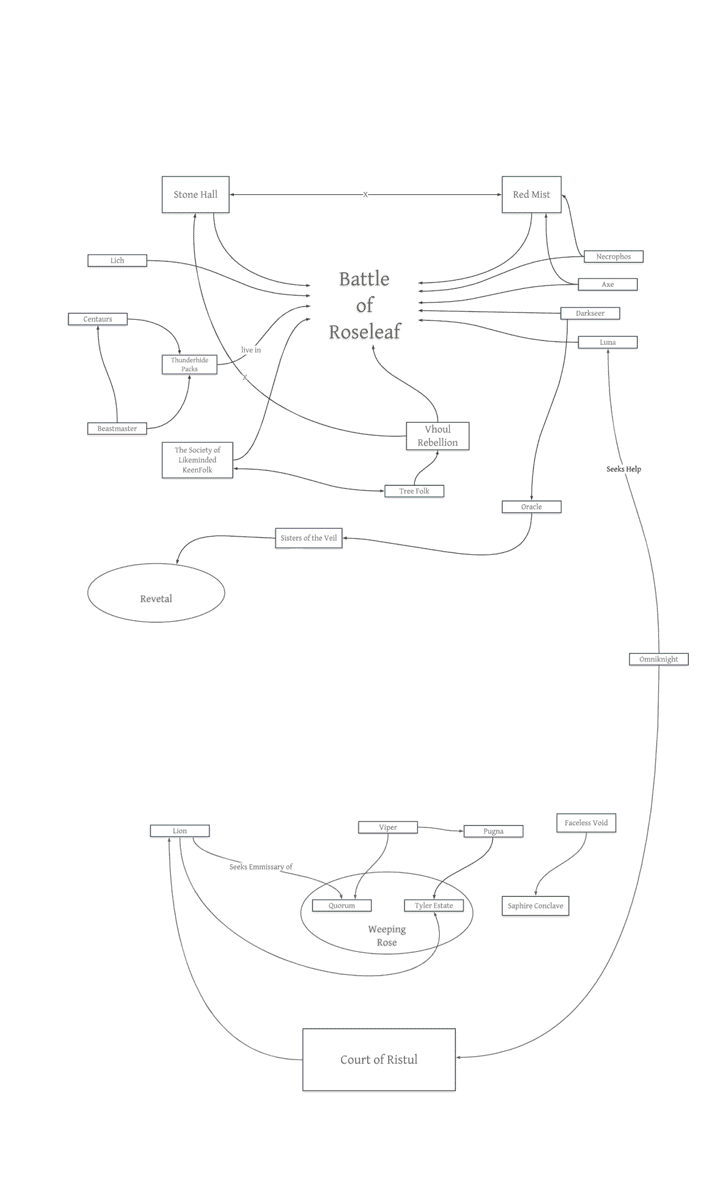 Stone Hall
X
Red Mist
Lich
Necrophos
Battle
of
Roseleaf
Axe
Centaurs
Darkseer
Luna
live in
Thunderhide
Packs
X
Beastmaster
Vhoul
Rebellion
The Society of
Likeminded
KeenFolk
Seeks Help
Tree Folk
Oracle
Sisters of the Veil
Revetal
Omniknight
Faceless Void
Viper
Lion
Pugna
Seeks Emmissary of
Quorum
Tyler Estate
Saphire Conclave
Weeping
Rose
Court of Ristul